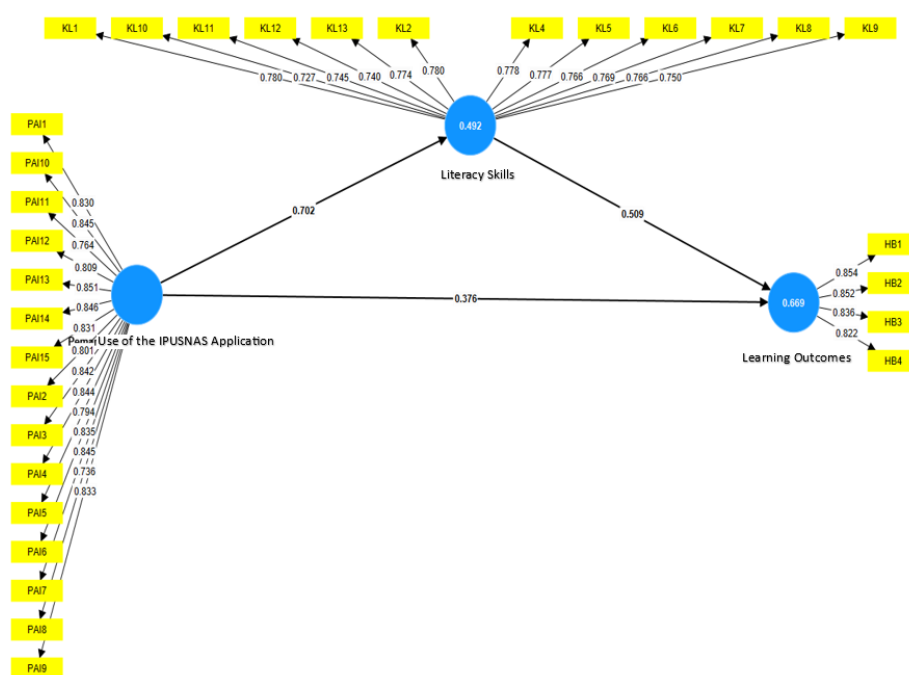 KL1 KL10 KL11 KL12 KL13 KL2 KL4 KL5 KL6 KL7 KL8 KL9
0.780 0.727 0.745 0.740 0.774 0.780 0.778 0.777 0.766 0.769 0.766 0.750
0.492
Literacy Skills
PAI1
PAI10
PAI11
PAI12
PAI13
PAI14
PAI15
PAI2
PAI3
PAI4
PAI5
PAI6
PAI7
PAI8
PAI9
0.830
0.845
0.764
0.809
0.851
0.846
0.831
0.801
0.842
0.844
0.794
0.835
0.845
0.736
0.833
Use of the IPUSNAS Application
0.702
0.509
0.376
0.669
Learning Outcomes
0.854
0.852
0.836
0.822
HB1
HB2
HB3
HB4